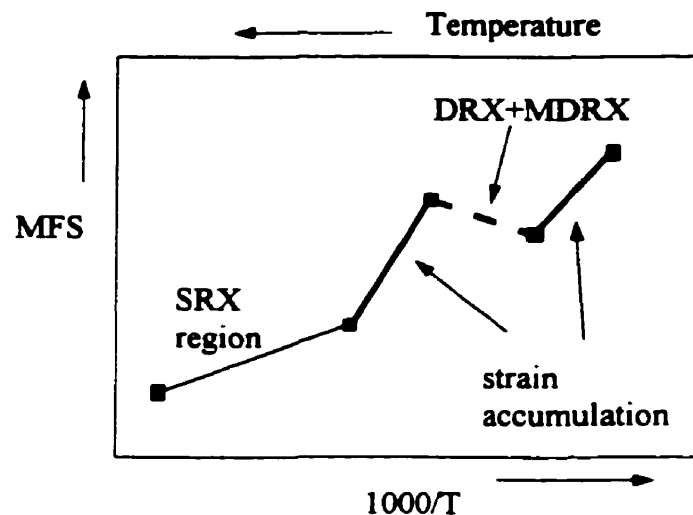 Temperature
DRX+MDRX
MFS
SRX
region
strain
accumulation
1000/T